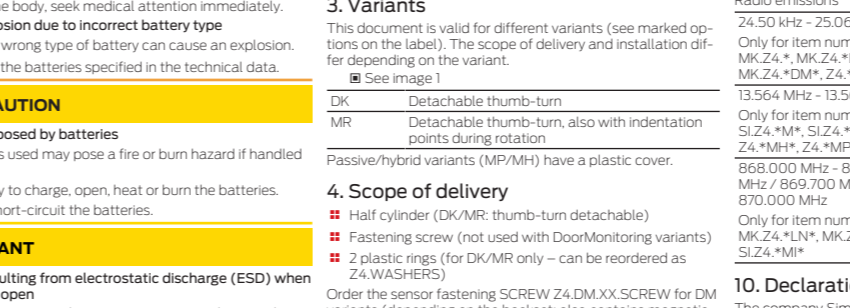 e body, seek medical attention immediately.
osion due to incorrect battery type
wrong type of battery can cause an explosion.
the batteries specified in the technical data.
AUTION
posed by batteries
s used may pose a fire or burn hazard if handled
y to charge, open, heat or burn the batteries.
ort-circuit the batteries.
ANT
ulting from electrostatic discharge (ESD) when
open
3. Variants
This document is valid for different variants (see marked op-
tions on the label). The scope of delivery and installation dif-
fer depending on the variant.
See image 1
DK Detachable thumb-turn
MR Detachable thumb-turn, also with indentation
points during rotation
Passive/hybrid variants (MP/MH) have a plastic cover.
4. Scope of delivery
Half cylinder (DK/MR: thumb-turn detachable)
Fastening screw (not used with DoorMonitoring variants)
2 plastic rings (for DK/MR only – can be reordered as
Z4.WASHERS)
Order the sensor fastening SCREW Z4.DM.XX.SCREW for DM
Radio emissions
24.50 kHz - 25.06
Only for item num
MK.Z4.*, MK.Z4.*
MK.Z4.*DM*, Z4.*
13.564 MHz - 13.5
Only for item num
SI.Z4.*M*, SI.Z4.*
Z4.*MH*, Z4.*MP
868.000 MHz - 8
MHz / 869.700 M
870.000 MHz
Only for item num
MK.Z4.*LN*, MK.Z
SI.Z4.*MI*
10. Declarati
The company Sim